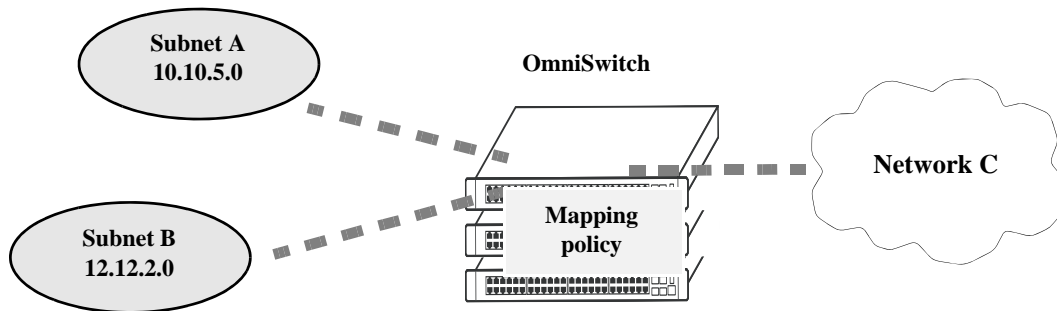 Subnet A
10.10.5.0
OmniSwitch
Network C
Mapping
policy
Subnet B
12.12.2.0